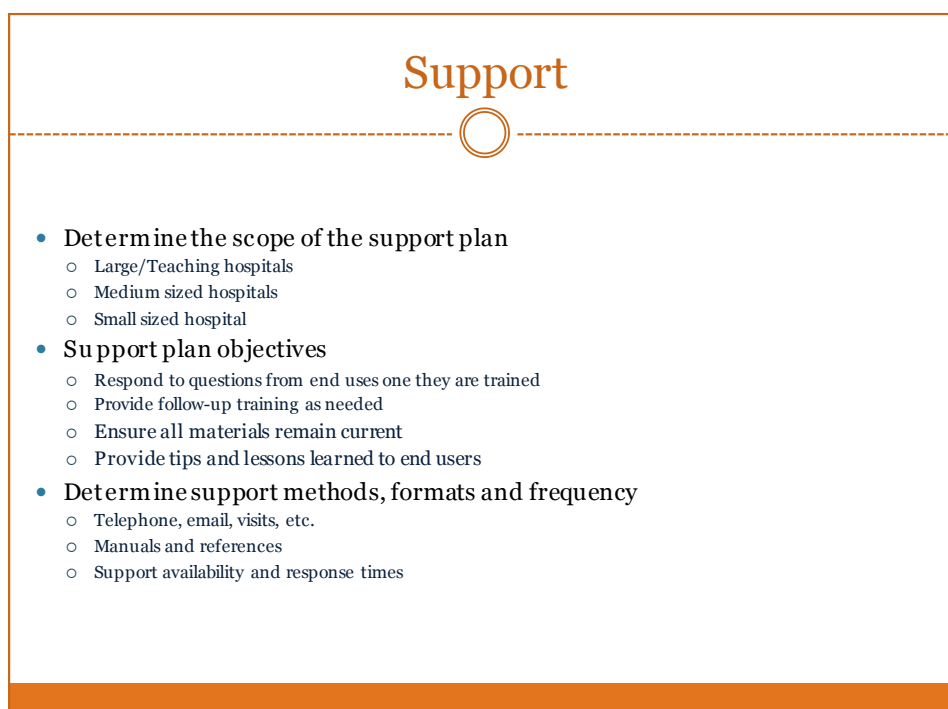 Support
• Determine the scope of the support plan
○ Large/Teaching hospitals
○ Medium sized hospitals
○ Small sized hospital
• Support plan objectives
○ Respond to questions from end uses one they are trained
○ Provide follow-up training as needed
○ Ensure all materials remain current
○ Provide tips and lessons learned to end users
• Determine support methods, formats and frequency
○ Telephone, email, visits, etc.
○ Manuals and references
○ Support availability and response times